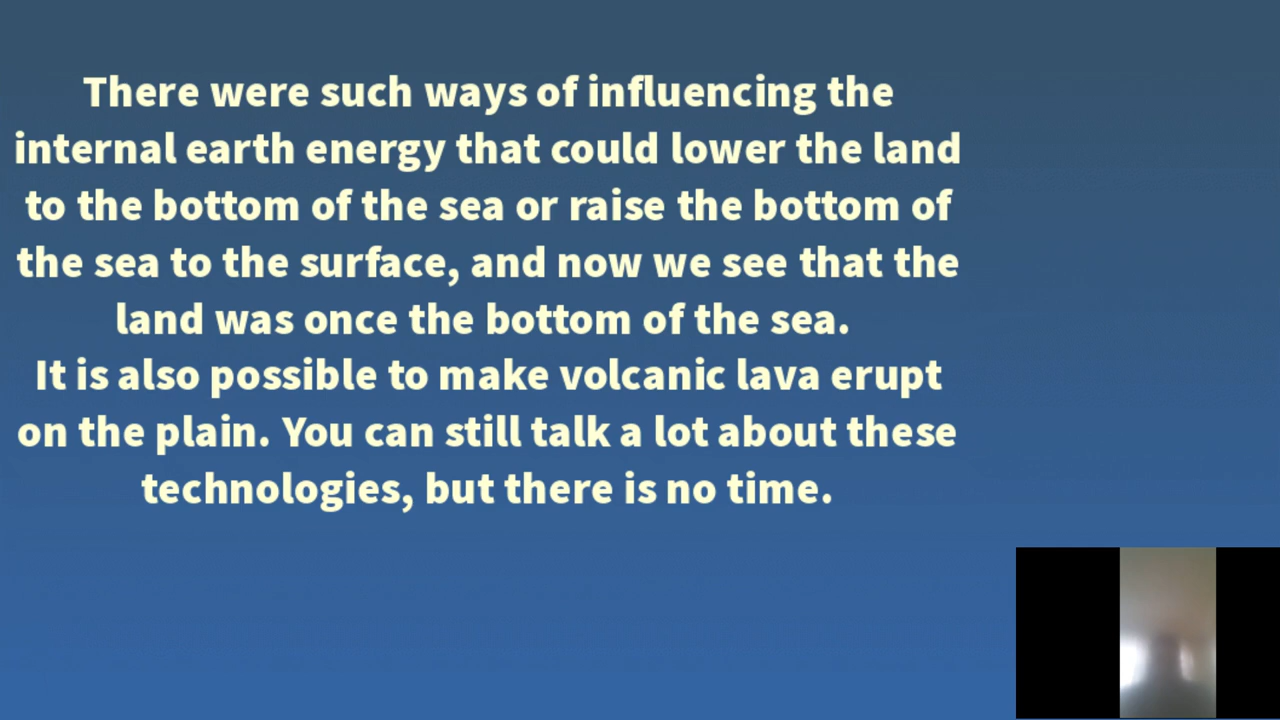 There were such ways of influencing the
internal earth energy that could lower the land
to the bottom of the sea or raise the bottom of
the sea to the surface, and now we see that the
land was once the bottom of the sea.
It is also possible to make volcanic lava erupt
on the plain. You can still talk a lot about these
technologies, but there is no time.